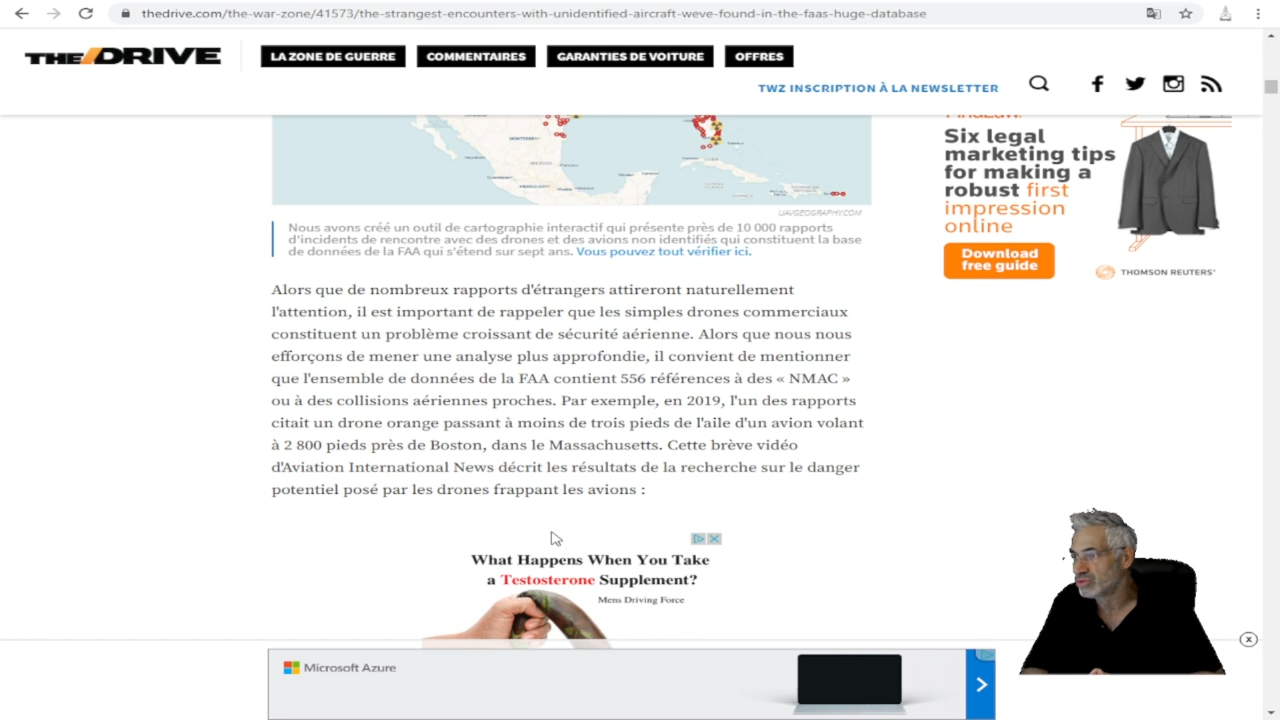 thedrive.com/the-war-zone/41573/the-strangest-encounters-with-unidentified-aircraft-weve-found-in-the-faas-huge-database
THE/DRIVE
LA ZONE DE GUERRE
COMMENTAIRES
GARANTIES DE VOITURE
OFFRES
TWZ INSCRIPTION À LA NEWSLETTER
MONTERREY
MEXICO
UAVGEOGRAPHY.COM
Nous avons créé un outil de cartographie interactif qui présente près de 10 000 rapports
d'incidents de rencontre avec des drones et des avions non identifiés qui constituent la base
de données de la FAA qui s'étend sur sept ans. Vous pouvez tout vérifier ici.
Alors que de nombreux rapports d'étrangers attireront naturellement
l'attention, il est important de rappeler que les simples drones commerciaux
constituent un problème croissant de sécurité aérienne. Alors que nous nous
efforçons de mener une analyse plus approfondie, il convient de mentionner
que l'ensemble de données de la FAA contient 556 références à des « NMAC »
ou à des collisions aériennes proches. Par exemple, en 2019, l'un des rapports
citait un drone orange passant à moins de trois pieds de l'aile d'un avion volant
à 2 800 pieds près de Boston, dans le Massachusetts. Cette brève vidéo
d'Aviation International News décrit les résultats de la recherche sur le danger
potentiel posé par les drones frappant les avions :
Six legal
marketing tips
for making a
robust first
impression
online
Download
free guide
THOMSON REUTERS
What Happens When You Take
a Testosterone Supplement?
Mens Driving Force
Microsoft Azure